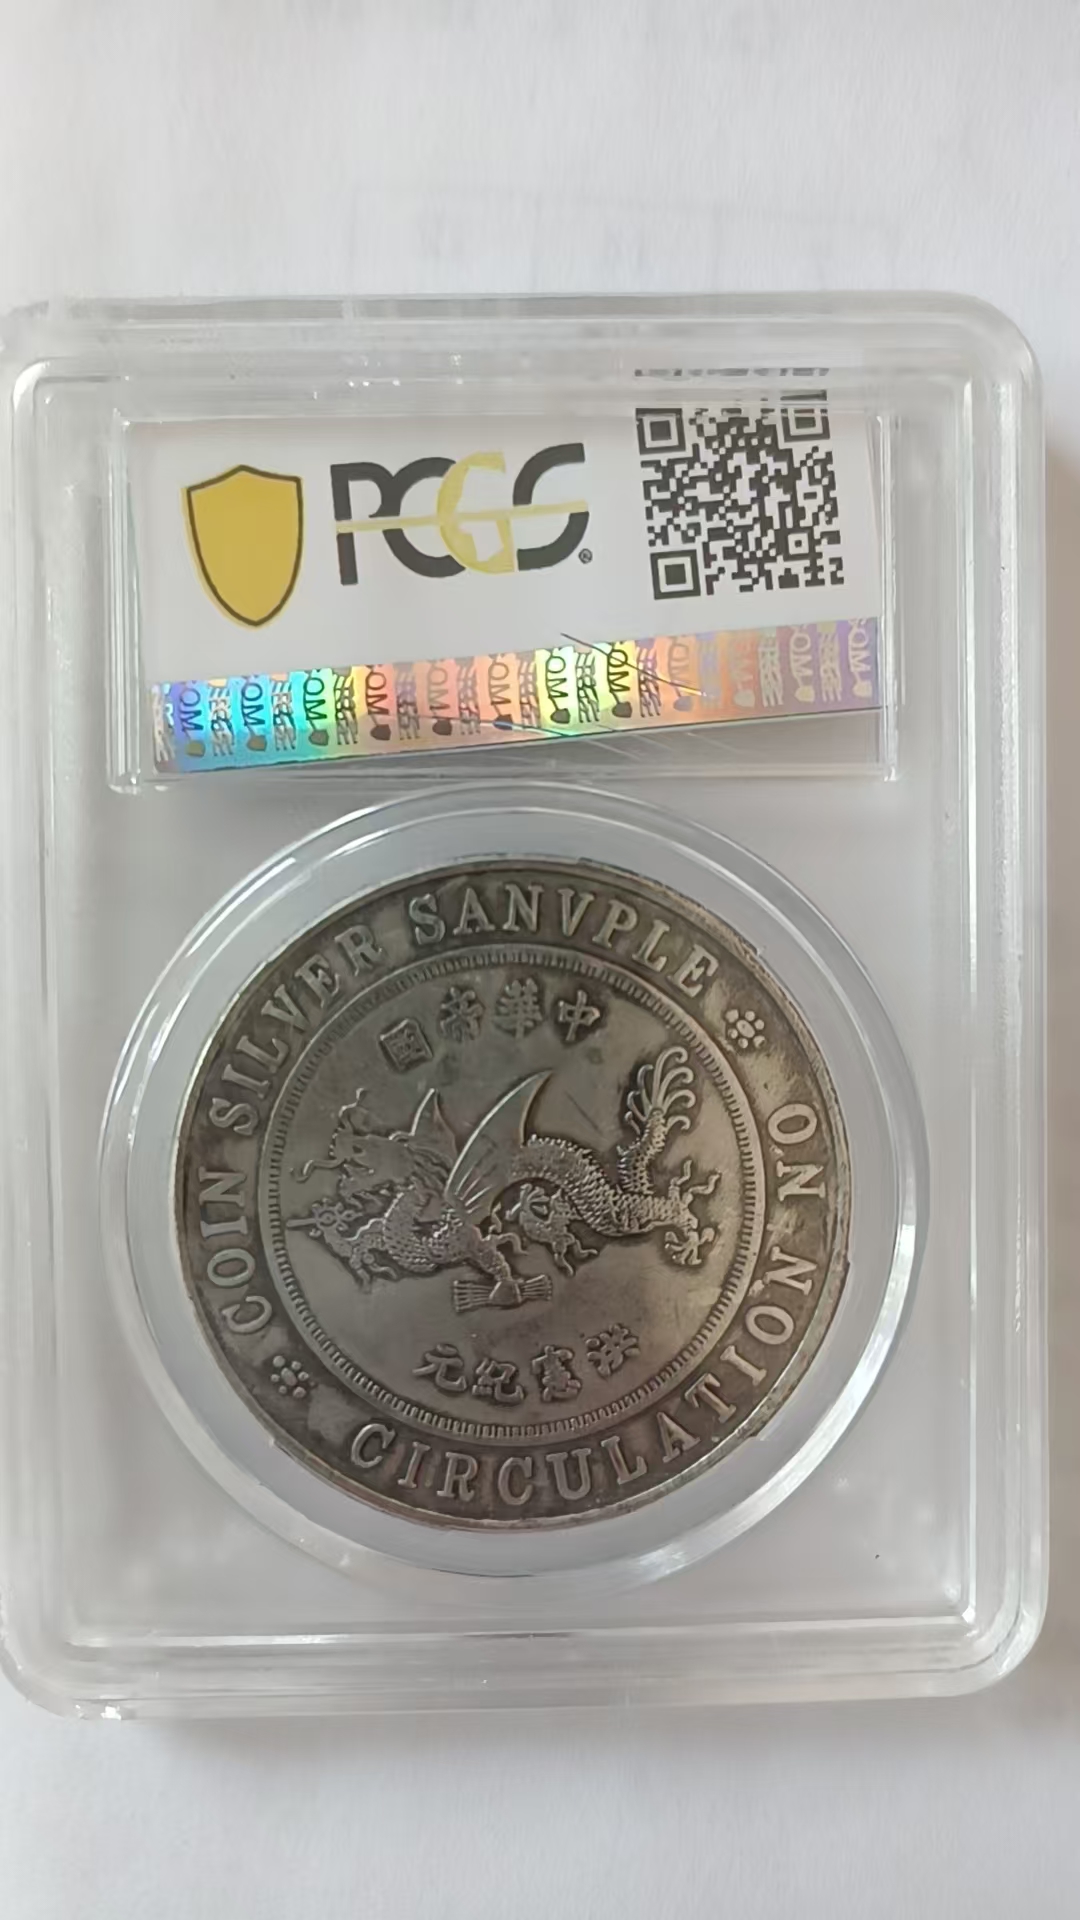 PCGS®
COIN SILVER SANVPLE
中華帝國
洪憲紀元
CIRCULATION NO